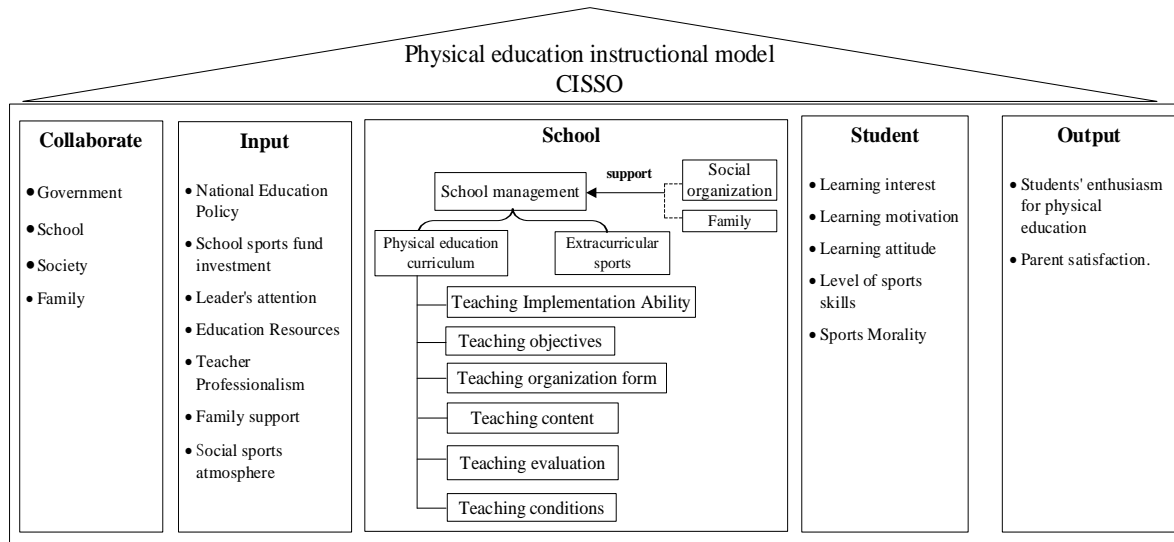 Physical education instructional model
CISSO
Collaborate
• Government
• School
• Society
• Family
Input
• National Education
Policy
• School sports fund
investment
• Leader's attention
• Education Resources
• Teacher
Professionalism
• Family support
• Social sports
atmosphere
School
School management
support
Social
organization
Family
Physical education
curriculum
Extracurricular
sports
Teaching Implementation Ability
Teaching objectives
Teaching organization form
Teaching content
Teaching evaluation
Teaching conditions
Student
• Learning interest
• Learning motivation
• Learning attitude
• Level of sports
skills
• Sports Morality
Output
• Students' enthusiasm
for physical
education
• Parent satisfaction.